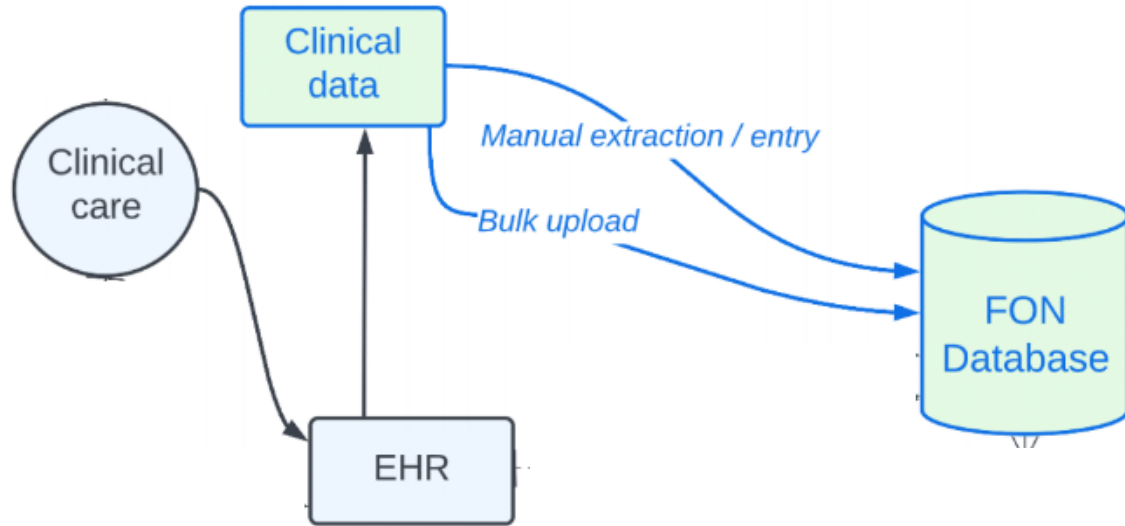 Clinical
data
Manual extraction / entry
Clinical
care
Bulk upload
FON
Database
EHR